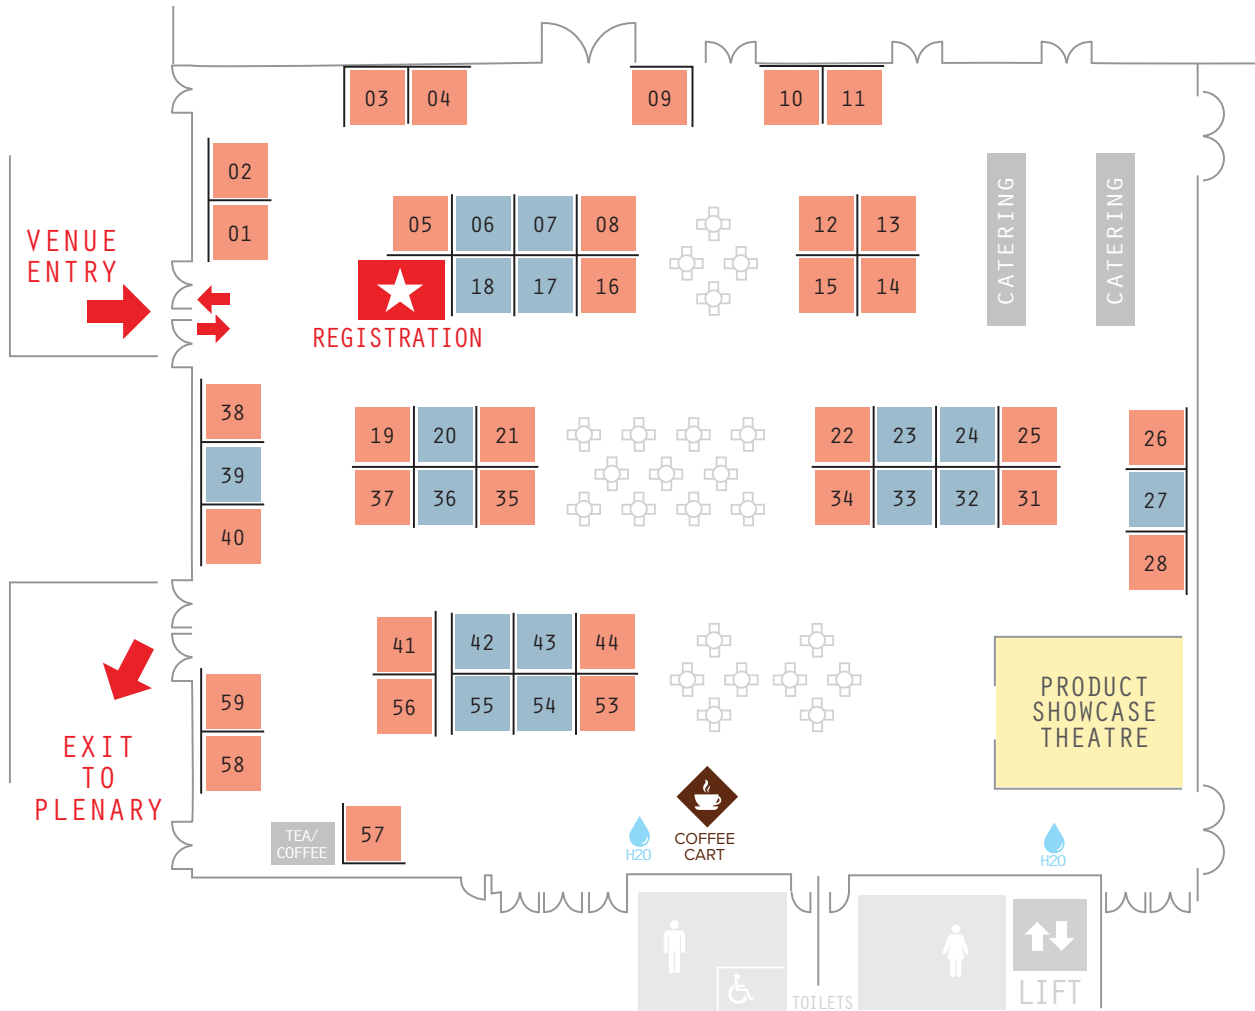 03 04 09 10 11
02
01
VENUE
ENTRY
05 06 07 08 12 13
18 17 16 15 14
REGISTRATION
CATERING
CATERING
38
39
40
19 20 21 22 23 24 25
37 36 35 34 33 32 31
26
27
28
41 42 43 44
56 55 54 53
59
58
EXIT
TO
PLENARY
PRODUCT
SHOWCASE
THEATRE
57
TEA/
COFFEE
H2O
COFFEE
CART
H2O
TOILETS
LIFT